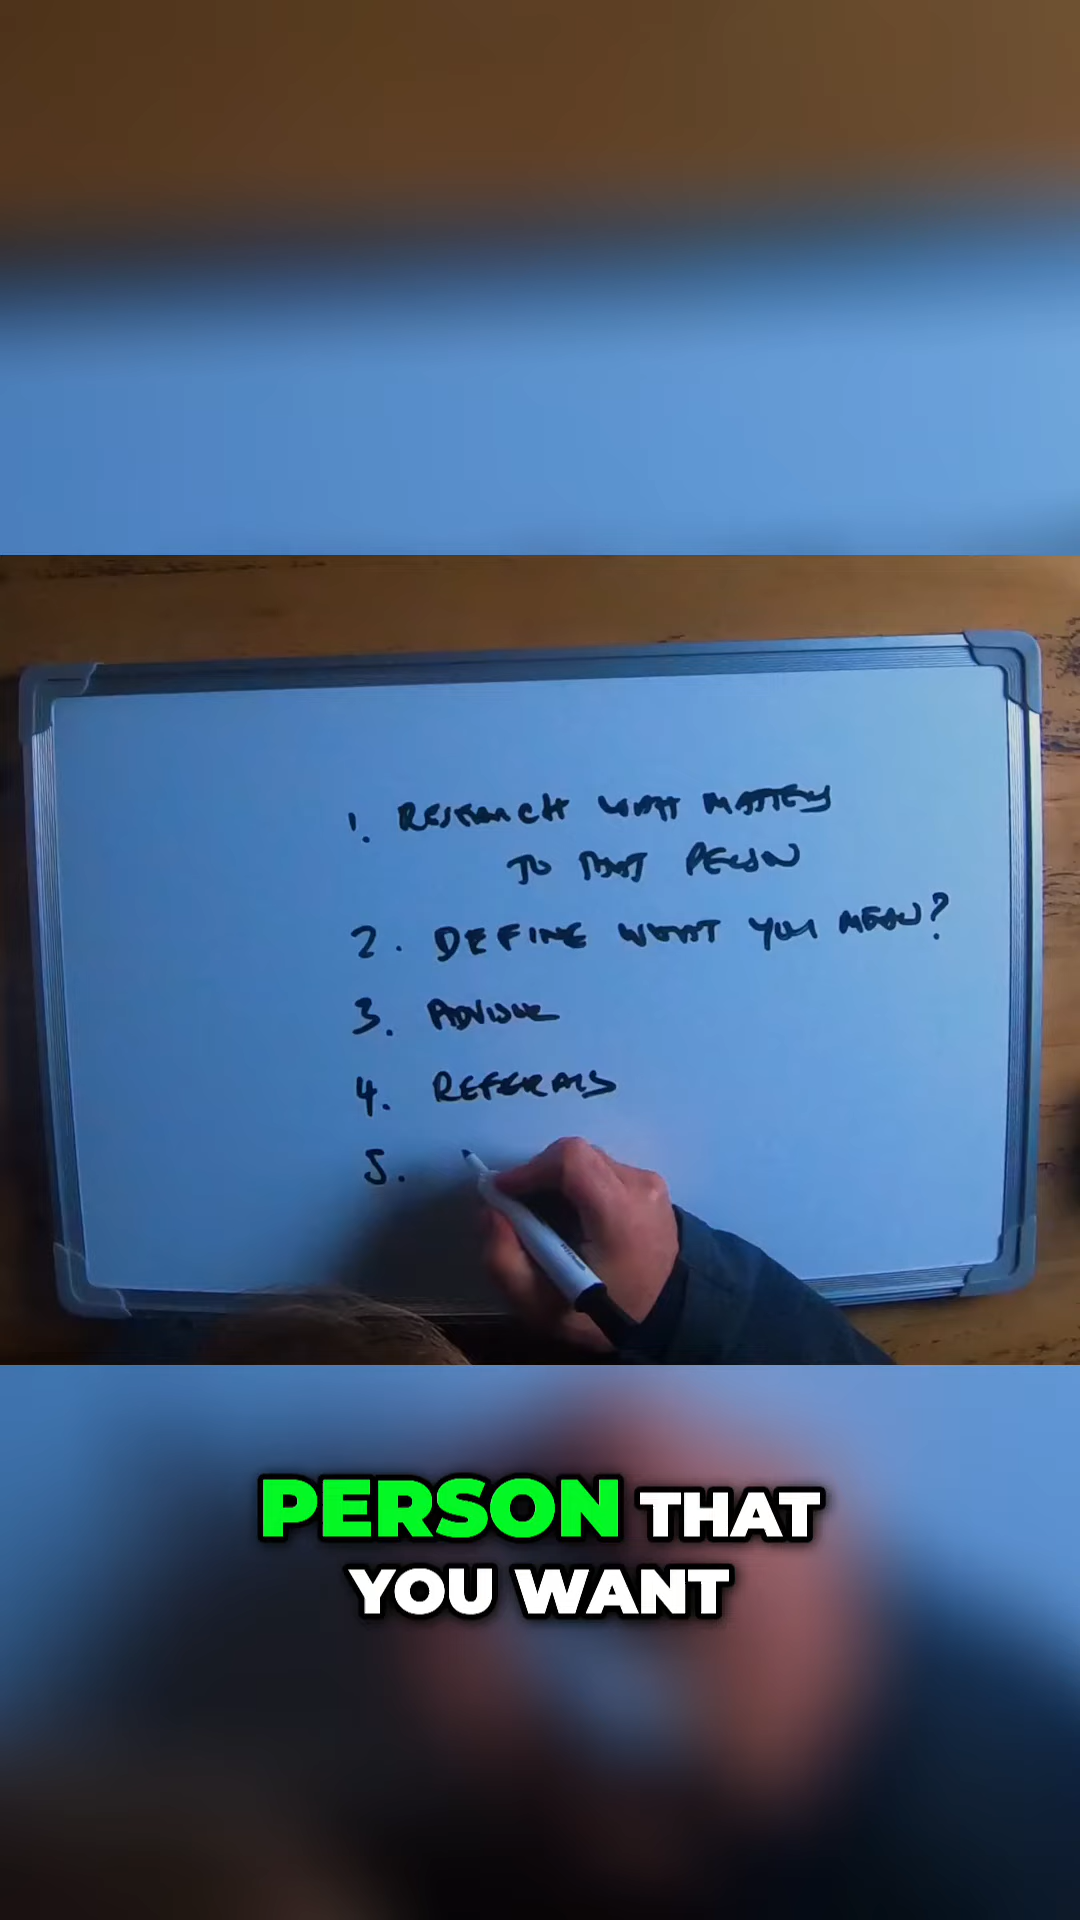 1. RESEARCH WHAT MATTERS
TO THAT PERSON
2. DEFINE WHAT YOU MEAN?
3. ADVISE
4. REFERRALS
5.
PERSON THAT
YOU WANT